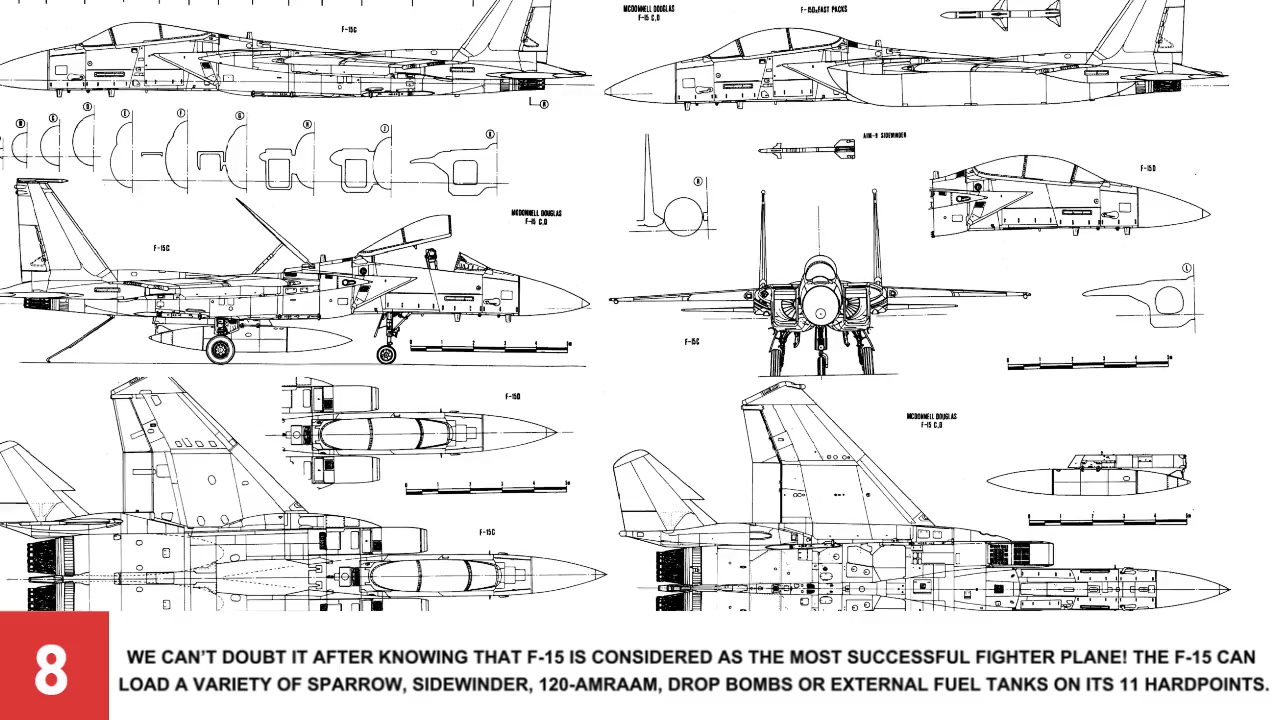 F-15C
MCDONNELL DOUGLAS
F-15 C,D
F-15D&FAST PACKS
AIM-9 SIDEWINDER
F-15D
MCDONNELL DOUGLAS
F-15 C,D
F-15C
F-15C
F-15D
MCDONNELL DOUGLAS
F-15 C,D
F-15C
8
WE CAN'T DOUBT IT AFTER KNOWING THAT F-15 IS CONSIDERED AS THE MOST SUCCESSFUL FIGHTER PLANE! THE F-15 CAN
LOAD A VARIETY OF SPARROW, SIDEWINDER, 120-AMRAAM, DROP BOMBS OR EXTERNAL FUEL TANKS ON ITS 11 HARDPOINTS.